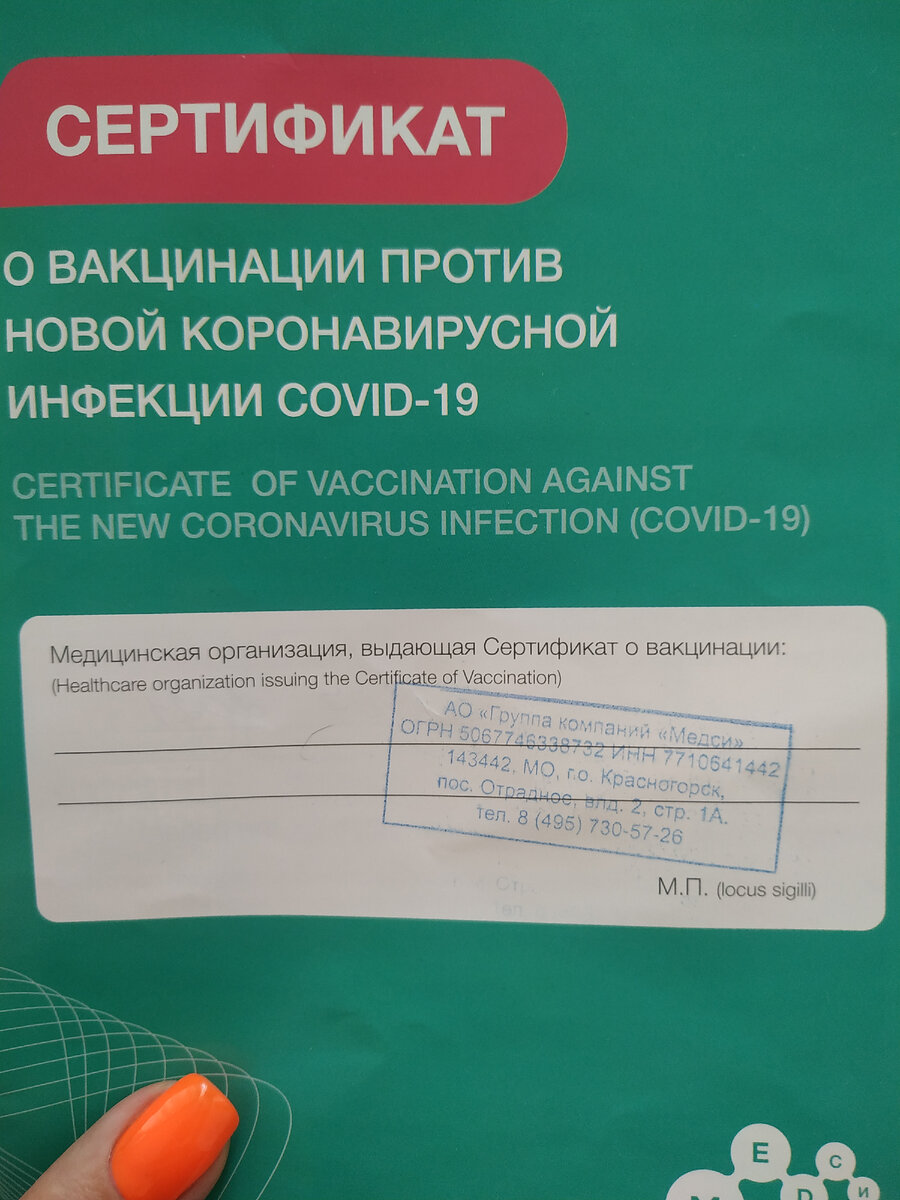 СЕРТИФИКАТ
О ВАКЦИНАЦИИ ПРОТИВ
НОВОЙ КОРОНАВИРУСНОЙ
ИНФЕКЦИИ COVID-19
CERTIFICATE OF VACCINATION AGAINST
THE NEW CORONAVIRUS INFECTION (COVID-19)
Медицинская организация, выдающая Сертификат о вакцинации:
(Healthcare organization issuing the Certificate of Vaccination)
АО «Группа компаний «Медси»
ОГРН 5067746338732 ИНН 7710641442
143442, МО, г.о. Красногорск,
пос. Отрадное, влд. 2, стр. 1А.
тел. 8 (495) 730-57-26
М.П. (locus sigilli)
E
D
С
И